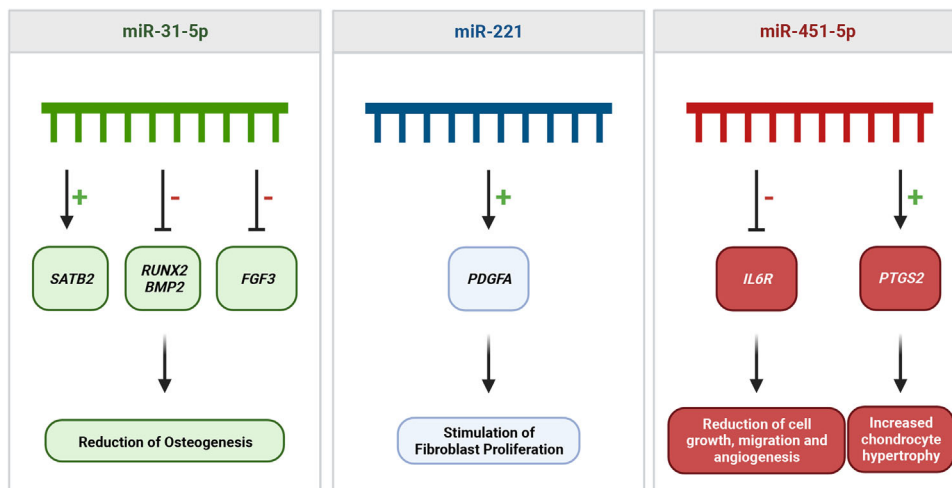 miR-31-5p
+
-
-
SATB2
RUNX2
BMP2
FGF3
Reduction of Osteogenesis
miR-221
+
PDGFA
Stimulation of
Fibroblast Proliferation
miR-451-5p
-
+
IL6R
PTGS2
Reduction of cell
growth, migration and
angiogenesis
Increased
chondrocyte
hypertrophy